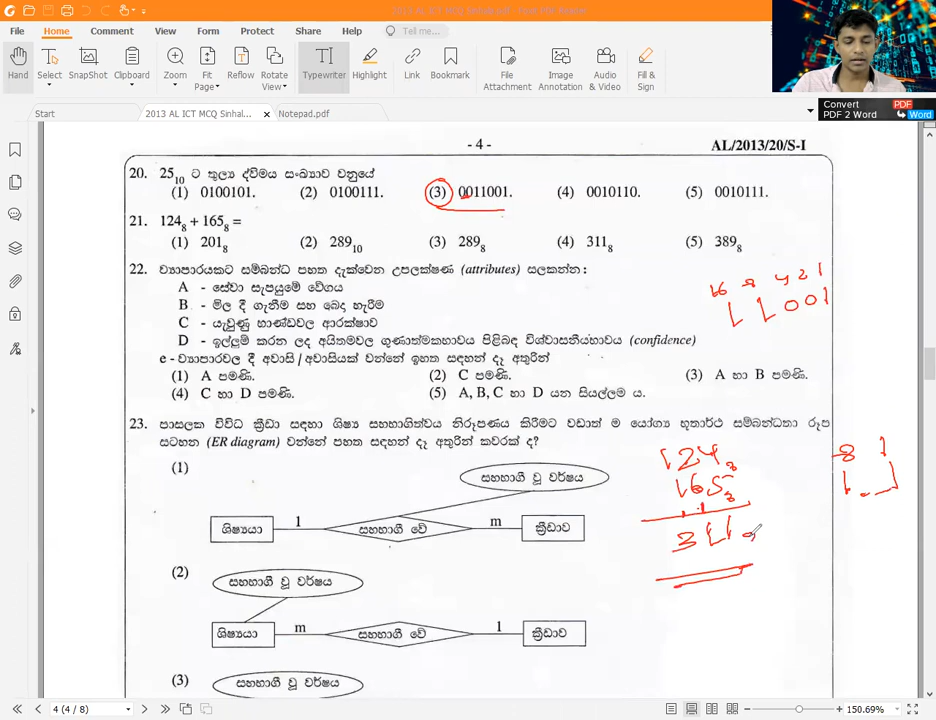 2013 AL ICT MCQ Sinhala.pdf - Foxit PDF Reader
File Home Comment View Form Protect Share Help Tell me...
Hand Select SnapShot Clipboard Zoom Fit Page Reflow Rotate View Typewriter Highlight Link Bookmark File Attachment Image Annotation Audio & Video Fill & Sign
Start 2013 AL ICT MCQ Sinhal... Notepad.pdf
Convert PDF
PDF 2 Word Word
- 4 - AL/2013/20/S-I
20. 25₁₀ ට තුල්‍ය ද්විමය සංඛ්‍යාව වනුයේ
(1) 0100101. (2) 0100111. (3) 0011001. (4) 0010110. (5) 0010111.
21. 124₈ + 165₈ =
(1) 201₈ (2) 289₁₀ (3) 289₈ (4) 311₈ (5) 389₈
22. ව්‍යාපාරයකට සම්බන්ධ පහත දැක්වෙන උපලක්ෂණ (attributes) සලකන්න :
A - සේවා සැපයුමේ වේගය
B - මිල දී ගැනීම සහ බෙදා හැරීම
C - යැවුණු භාණ්ඩවල ආරක්ෂාව
D - ඉල්ලුම් කරන ලද අයිතමවල ගුණාත්මකභාවය පිළිබඳ විශ්වාසනීයභාවය (confidence)
16 8 4 2 1
1 1 0 0 1
e - ව්‍යාපාරවල දී අවාසි / අවාසියක් වන්නේ ඉහත සඳහන් දෑ අතුරින්
(1) A පමණි. (2) C පමණි. (3) A හා B පමණි.
(4) C හා D පමණි. (5) A, B, C හා D යන සියල්ලම ය.
23. පාසලක විවිධ ක්‍රීඩා සඳහා ශිෂ්‍ය සහභාගිත්වය නිරූපණය කිරීමට වඩාත් ම යෝග්‍ය භූතාර්ථ සම්බන්ධතා රූප
සටහන (ER diagram) වන්නේ පහත සඳහන් දෑ අතුරින් කවරක් ද?
(1)
සහභාගී වූ වර්ෂය
ශිෂ්‍යයා 1 සහභාගී වේ m ක්‍රීඩාව
124₈
165₈
311
8 1
1
(2)
සහභාගී වූ වර්ෂය
ශිෂ්‍යයා m සහභාගී වේ 1 ක්‍රීඩාව
(3)
සහභාගී වූ වර්ෂය
4 (4 / 8) 150.69%